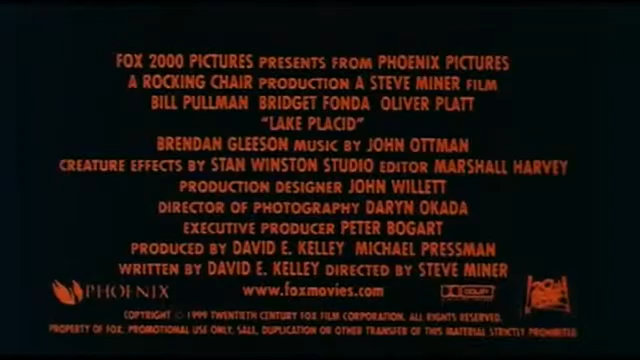 FOX 2000 PICTURES PRESENTS FROM PHOENIX PICTURES
A ROCKING CHAIR PRODUCTION A STEVE MINER FILM
BILL PULLMAN BRIDGET FONDA OLIVER PLATT
"LAKE PLACID"
BRENDAN GLEESON MUSIC BY JOHN OTTMAN
CREATURE EFFECTS BY STAN WINSTON STUDIO EDITOR MARSHALL HARVEY
PRODUCTION DESIGNER JOHN WILLETT
DIRECTOR OF PHOTOGRAPHY DARYN OKADA
EXECUTIVE PRODUCER PETER BOGART
PRODUCED BY DAVID E. KELLEY MICHAEL PRESSMAN
WRITTEN BY DAVID E. KELLEY DIRECTED BY STEVE MINER
PHOENIX www.foxmovies.com DOLBY FOX
COPYRIGHT © 1999 TWENTIETH CENTURY FOX FILM CORPORATION. ALL RIGHTS RESERVED.
PROPERTY OF FOX. PROMOTIONAL USE ONLY. SALE, DUPLICATION OR OTHER TRANSFER OF THIS MATERIAL STRICTLY PROHIBITED